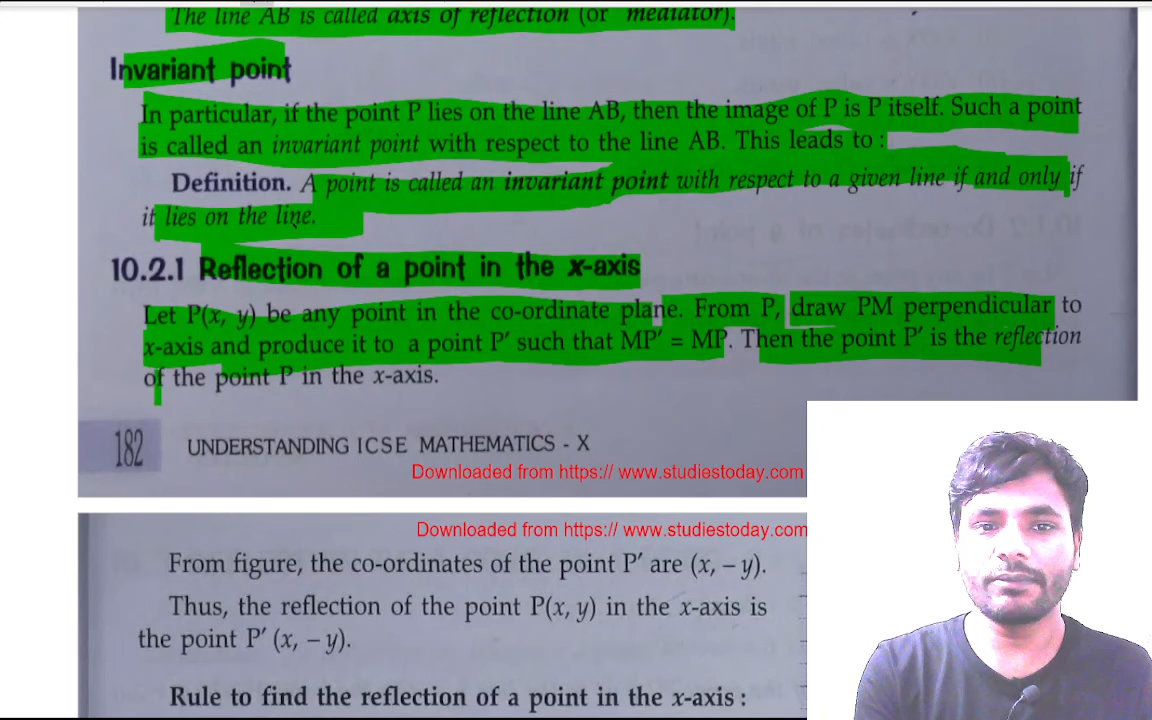 The line AB is called axis of reflection (or mediator).
Invariant point
In particular, if the point P lies on the line AB, then the image of P is P itself. Such a point
is called an invariant point with respect to the line AB. This leads to :
Definition. A point is called an invariant point with respect to a given line if and only if
it lies on the line.
10.2.1 Reflection of a point in the x-axis
Let P(x, y) be any point in the co-ordinate plane. From P, draw PM perpendicular to
x-axis and produce it to a point P′ such that MP′ = MP. Then the point P′ is the reflection
of the point P in the x-axis.
182 UNDERSTANDING ICSE MATHEMATICS - X
Downloaded from https:// www.studiestoday.com
Downloaded from https:// www.studiestoday.com
From figure, the co-ordinates of the point P′ are (x, – y).
Thus, the reflection of the point P(x, y) in the x-axis is
the point P′ (x, – y).
Rule to find the reflection of a point in the x-axis :